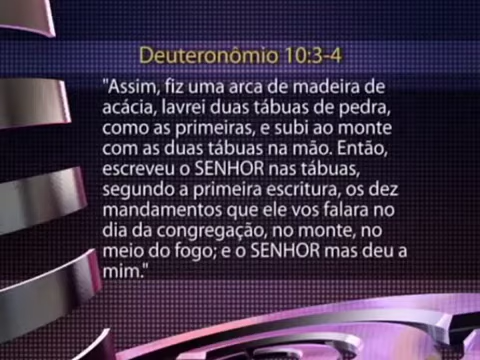 Deuteronômio 10:3-4
"Assim, fiz uma arca de madeira de
acácia, lavrei duas tábuas de pedra,
como as primeiras, e subi ao monte
com as duas tábuas na mão. Então,
escreveu o SENHOR nas tábuas,
segundo a primeira escritura, os dez
mandamentos que ele vos falara no
dia da congregação, no monte, no
meio do fogo; e o SENHOR mas deu a
mim."